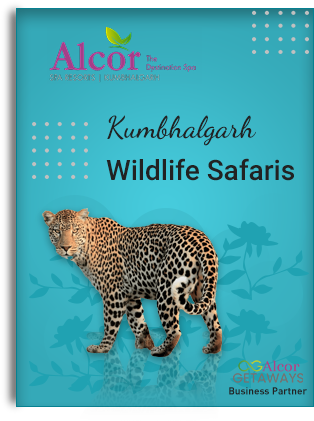 Alcor
The
Destination Spa
Kumbhalgarh
Wildlife Safaris
Alcor
GETAWAYS
Business Partner